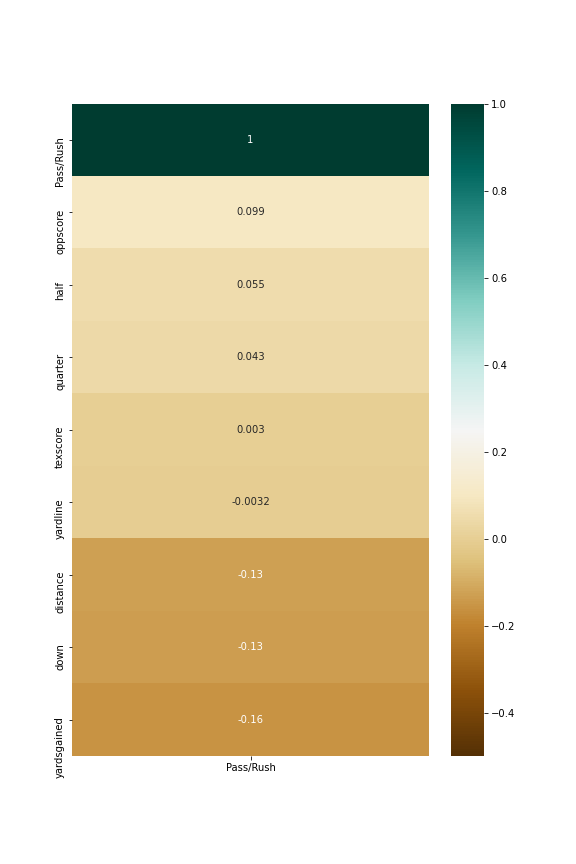 Pass/Rush 1
oppscore 0.099
half 0.055
quarter 0.043
texscore 0.003
yardline -0.0032
distance -0.13
down -0.13
yardsgained -0.16
Pass/Rush
1.0
0.8
0.6
0.4
0.2
0.0
−0.2
−0.4